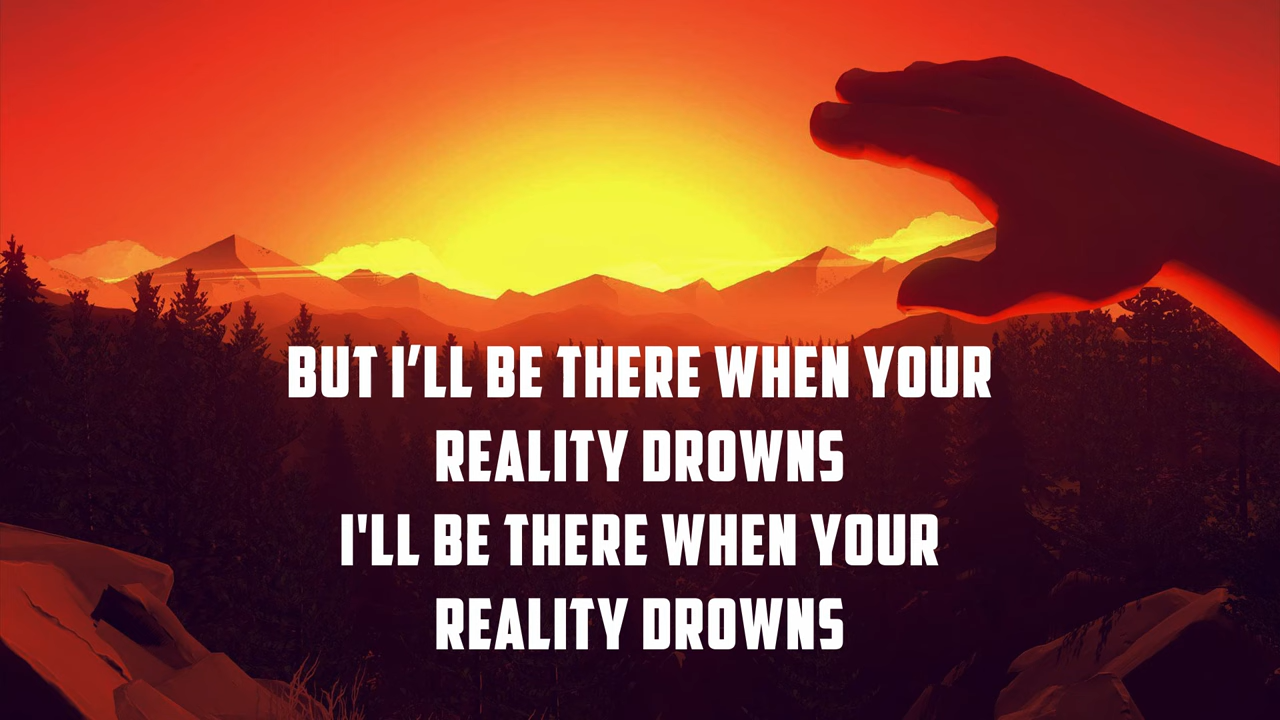 BUT I’LL BE THERE WHEN YOUR
REALITY DROWNS
I'LL BE THERE WHEN YOUR
REALITY DROWNS